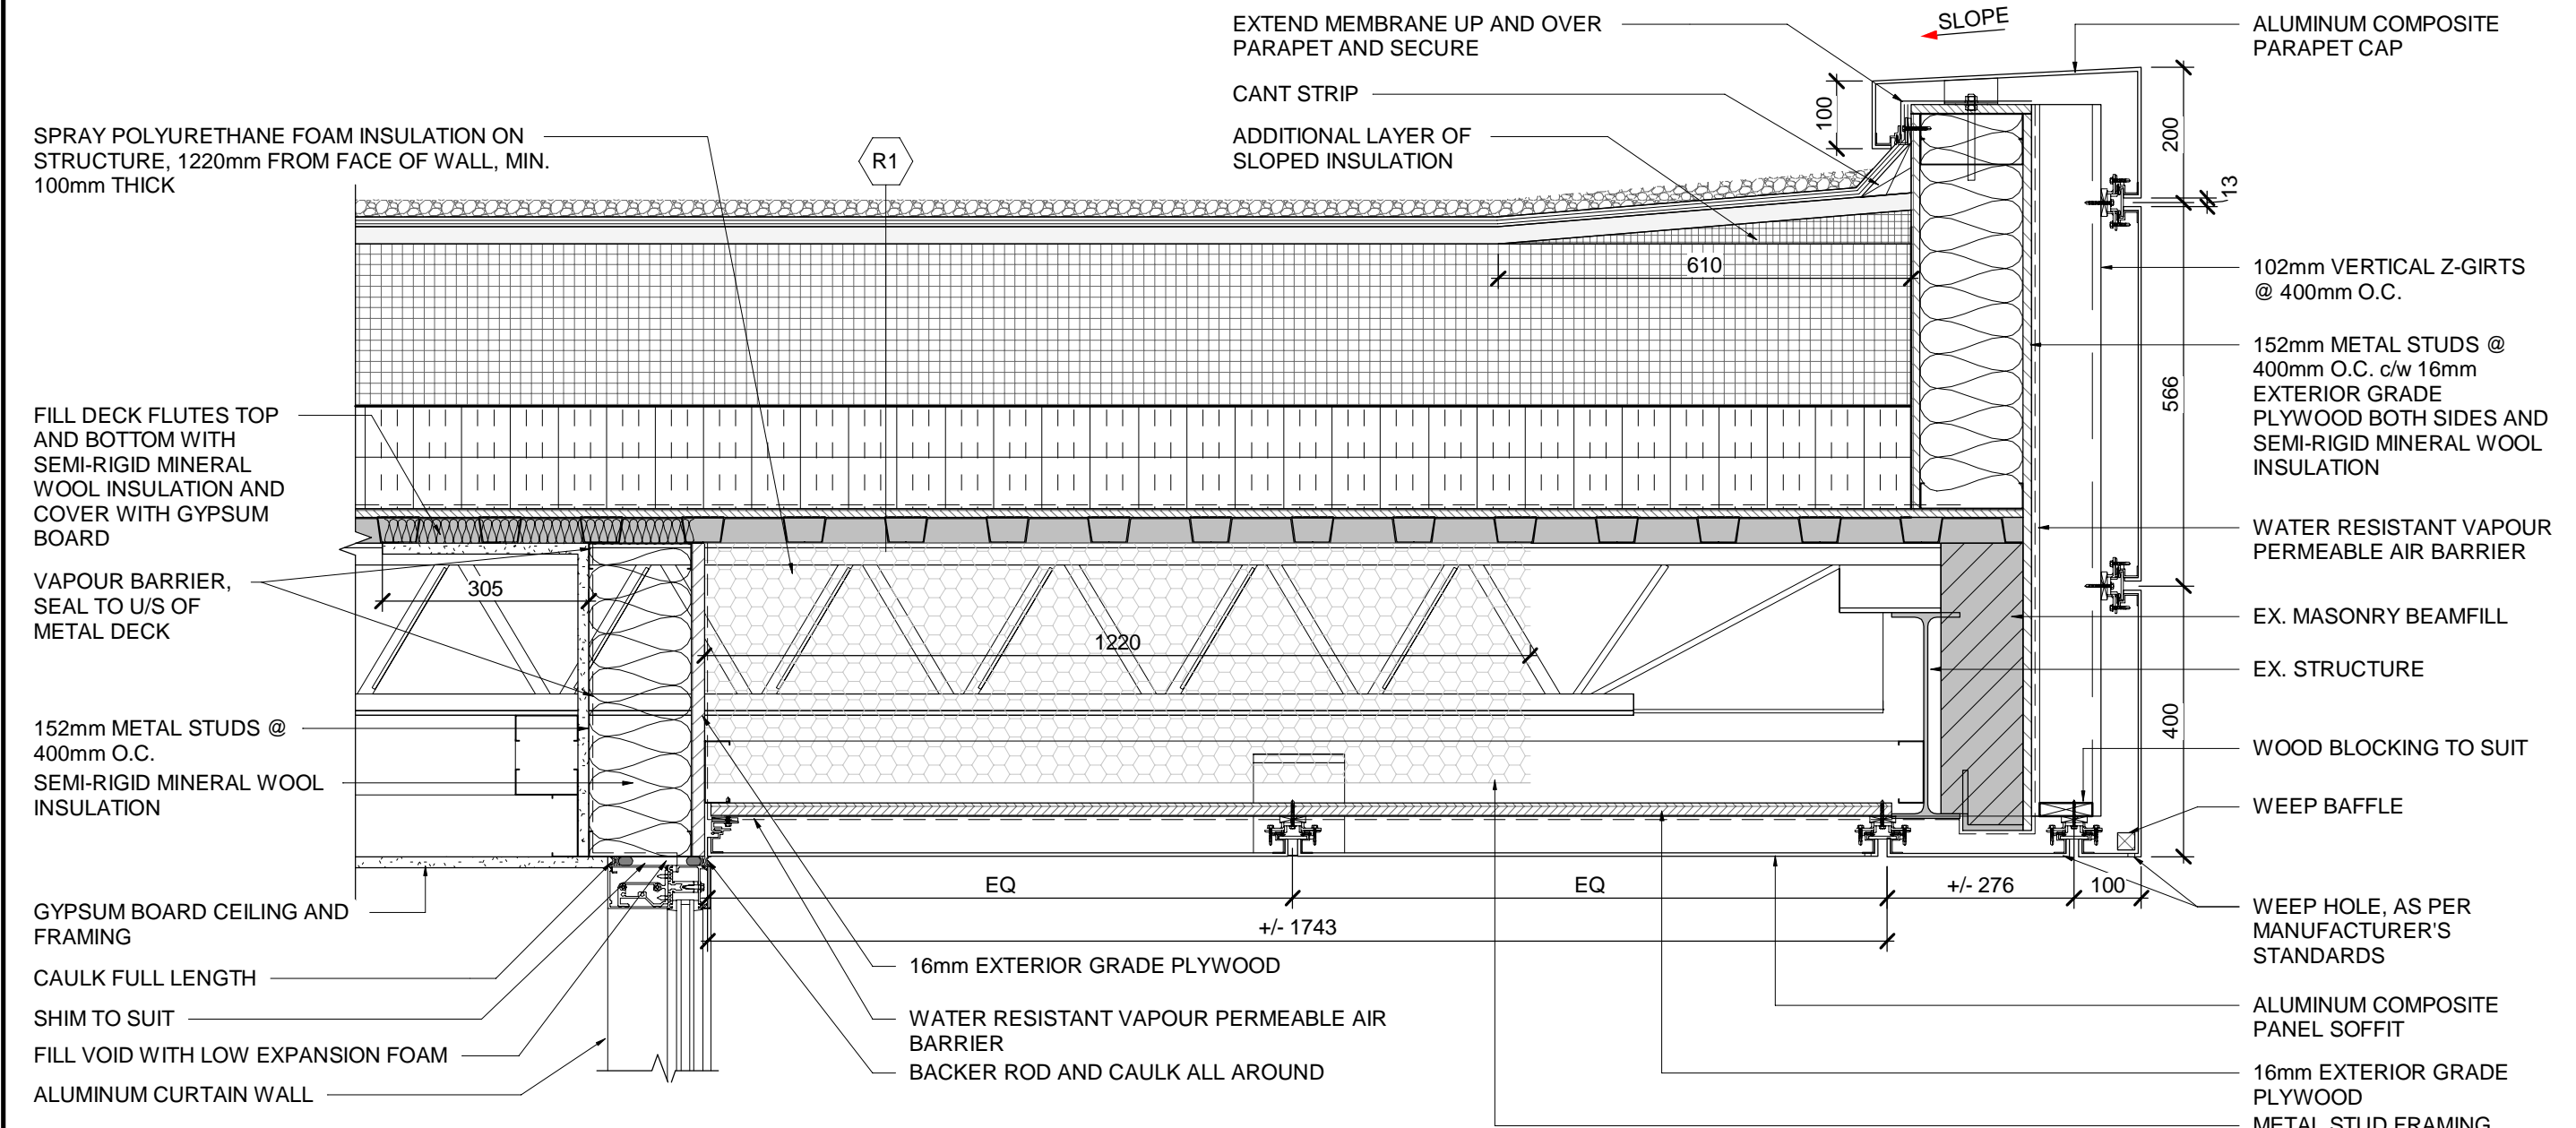 EXTEND MEMBRANE UP AND OVER
PARAPET AND SECURE
CANT STRIP
ADDITIONAL LAYER OF
SLOPED INSULATION
SLOPE
ALUMINUM COMPOSITE
PARAPET CAP
SPRAY POLYURETHANE FOAM INSULATION ON
STRUCTURE, 1220mm FROM FACE OF WALL, MIN.
100mm THICK
R1
100
200
13
610
102mm VERTICAL Z-GIRTS
@ 400mm O.C.
152mm METAL STUDS @
400mm O.C. c/w 16mm
EXTERIOR GRADE
PLYWOOD BOTH SIDES AND
SEMI-RIGID MINERAL WOOL
INSULATION
566
FILL DECK FLUTES TOP
AND BOTTOM WITH
SEMI-RIGID MINERAL
WOOL INSULATION AND
COVER WITH GYPSUM
BOARD
WATER RESISTANT VAPOUR
PERMEABLE AIR BARRIER
VAPOUR BARRIER,
SEAL TO U/S OF
METAL DECK
305
1220
EX. MASONRY BEAMFILL
EX. STRUCTURE
400
152mm METAL STUDS @
400mm O.C.
SEMI-RIGID MINERAL WOOL
INSULATION
WOOD BLOCKING TO SUIT
WEEP BAFFLE
EQ
EQ
+/- 276
100
+/- 1743
GYPSUM BOARD CEILING AND
FRAMING
CAULK FULL LENGTH
SHIM TO SUIT
FILL VOID WITH LOW EXPANSION FOAM
ALUMINUM CURTAIN WALL
16mm EXTERIOR GRADE PLYWOOD
WATER RESISTANT VAPOUR PERMEABLE AIR
BARRIER
BACKER ROD AND CAULK ALL AROUND
WEEP HOLE, AS PER
MANUFACTURER'S
STANDARDS
ALUMINUM COMPOSITE
PANEL SOFFIT
16mm EXTERIOR GRADE
PLYWOOD
METAL STUD FRAMING